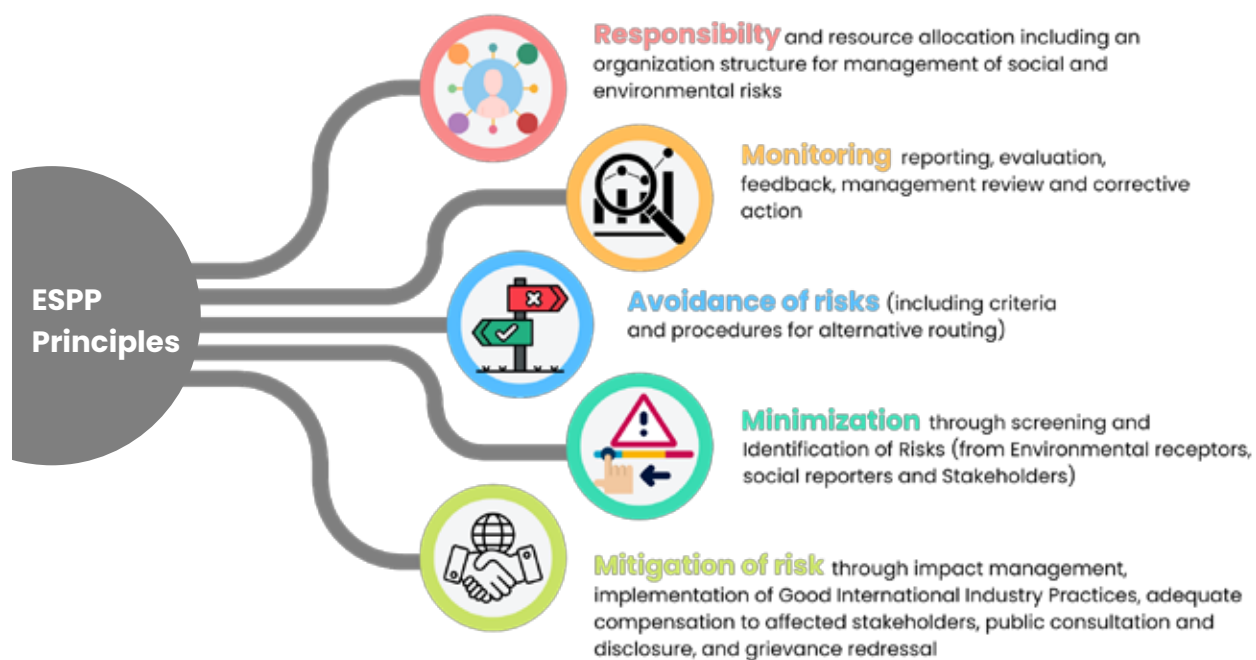 ESPP
Principles
Responsibilty and resource allocation including an
organization structure for management of social and
environmental risks
Monitoring reporting, evaluation,
feedback, management review and corrective
action
Avoidance of risks (including criteria
and procedures for alternative routing)
Minimization through screening and
Identification of Risks (from Environmental receptors,
social reporters and Stakeholders)
Mitigation of risk through impact management,
implementation of Good International Industry Practices, adequate
compensation to affected stakeholders, public consultation and
disclosure, and grievance redressal